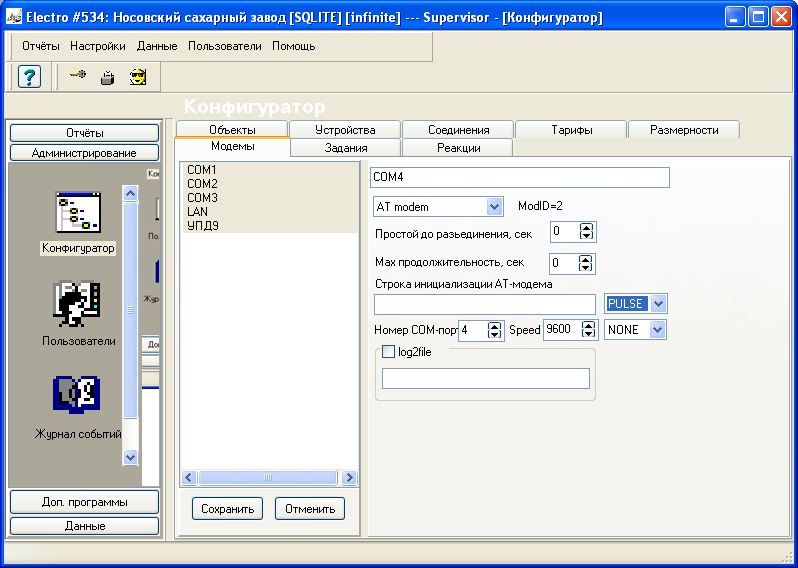 Electro #534: Носовский сахарный завод [SQLITE] [infinite] --- Supervisor - [Конфигуратор]
Отчёты Настройки Данные Пользователи Помощь
Конфигуратор
Отчёты
Администрирование
Конфигуратор
Пользователи
Журнал событий
Доп. программы
Данные
Объекты Устройства Соединения Тарифы Размерности
Модемы Задания Реакции
COM1
COM2
COM3
LAN
УПД9
Сохранить Отменить
COM4
AT modem ModID=2
Простой до разьединения, сек 0
Мах продолжительность, сек 0
Строка инициализации АТ-модема
PULSE
Номер COM-порт 4 Speed 9600 NONE
log2file